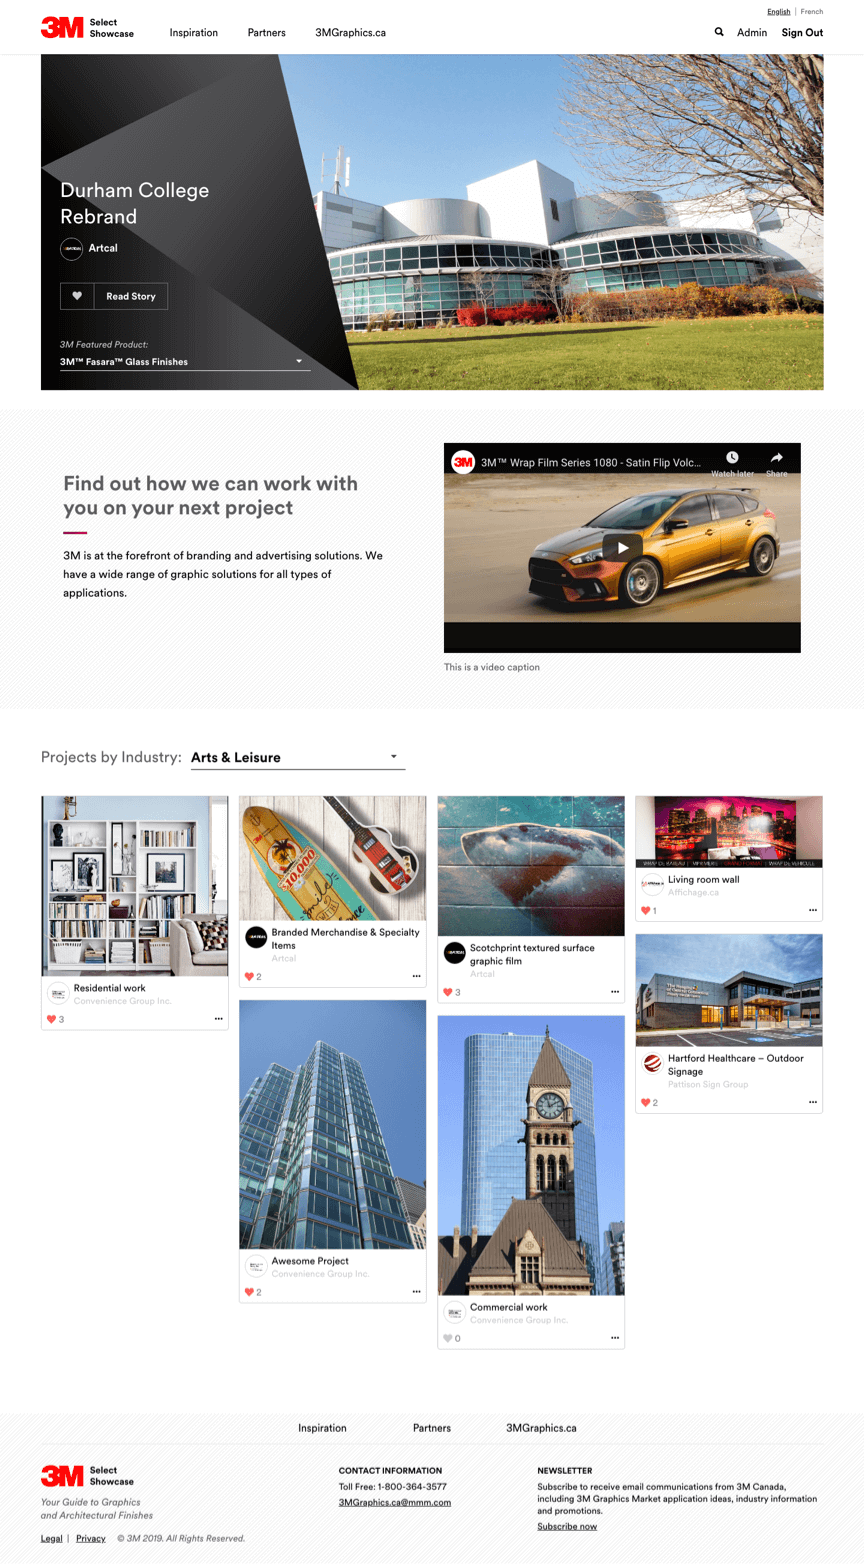 English | French
3M Select
Showcase
Inspiration
Partners
3MGraphics.ca
Admin
Sign Out
Durham College
Rebrand
Artcal
Read Story
3M Featured Product:
3M™ Fasara™ Glass Finishes
Find out how we can work with
you on your next project
3M is at the forefront of branding and advertising solutions. We
have a wide range of graphic solutions for all types of
applications.
3M 3M™ Wrap Film Series 1080 - Satin Flip Volc...
Watch later
Share
This is a video caption
Projects by Industry: Arts & Leisure
Residential work
Convenience Group Inc.
3
3M
$10,000
Branded Merchandise & Specialty
Items
Artcal
2
Scotchprint textured surface
graphic film
Artcal
3
Living room wall
Affichage.ca
1
Hartford Healthcare – Outdoor
Signage
Pattison Sign Group
2
Awesome Project
Convenience Group Inc.
2
Commercial work
Convenience Group Inc.
0
Inspiration
Partners
3MGraphics.ca
3M Select
Showcase
Your Guide to Graphics
and Architectural Finishes
Legal | Privacy © 3M 2019. All Rights Reserved.
CONTACT INFORMATION
Toll Free: 1-800-364-3577
3MGraphics.ca@mmm.com
NEWSLETTER
Subscribe to receive email communications from 3M Canada,
including 3M Graphics Market application ideas, industry information
and promotions.
Subscribe now